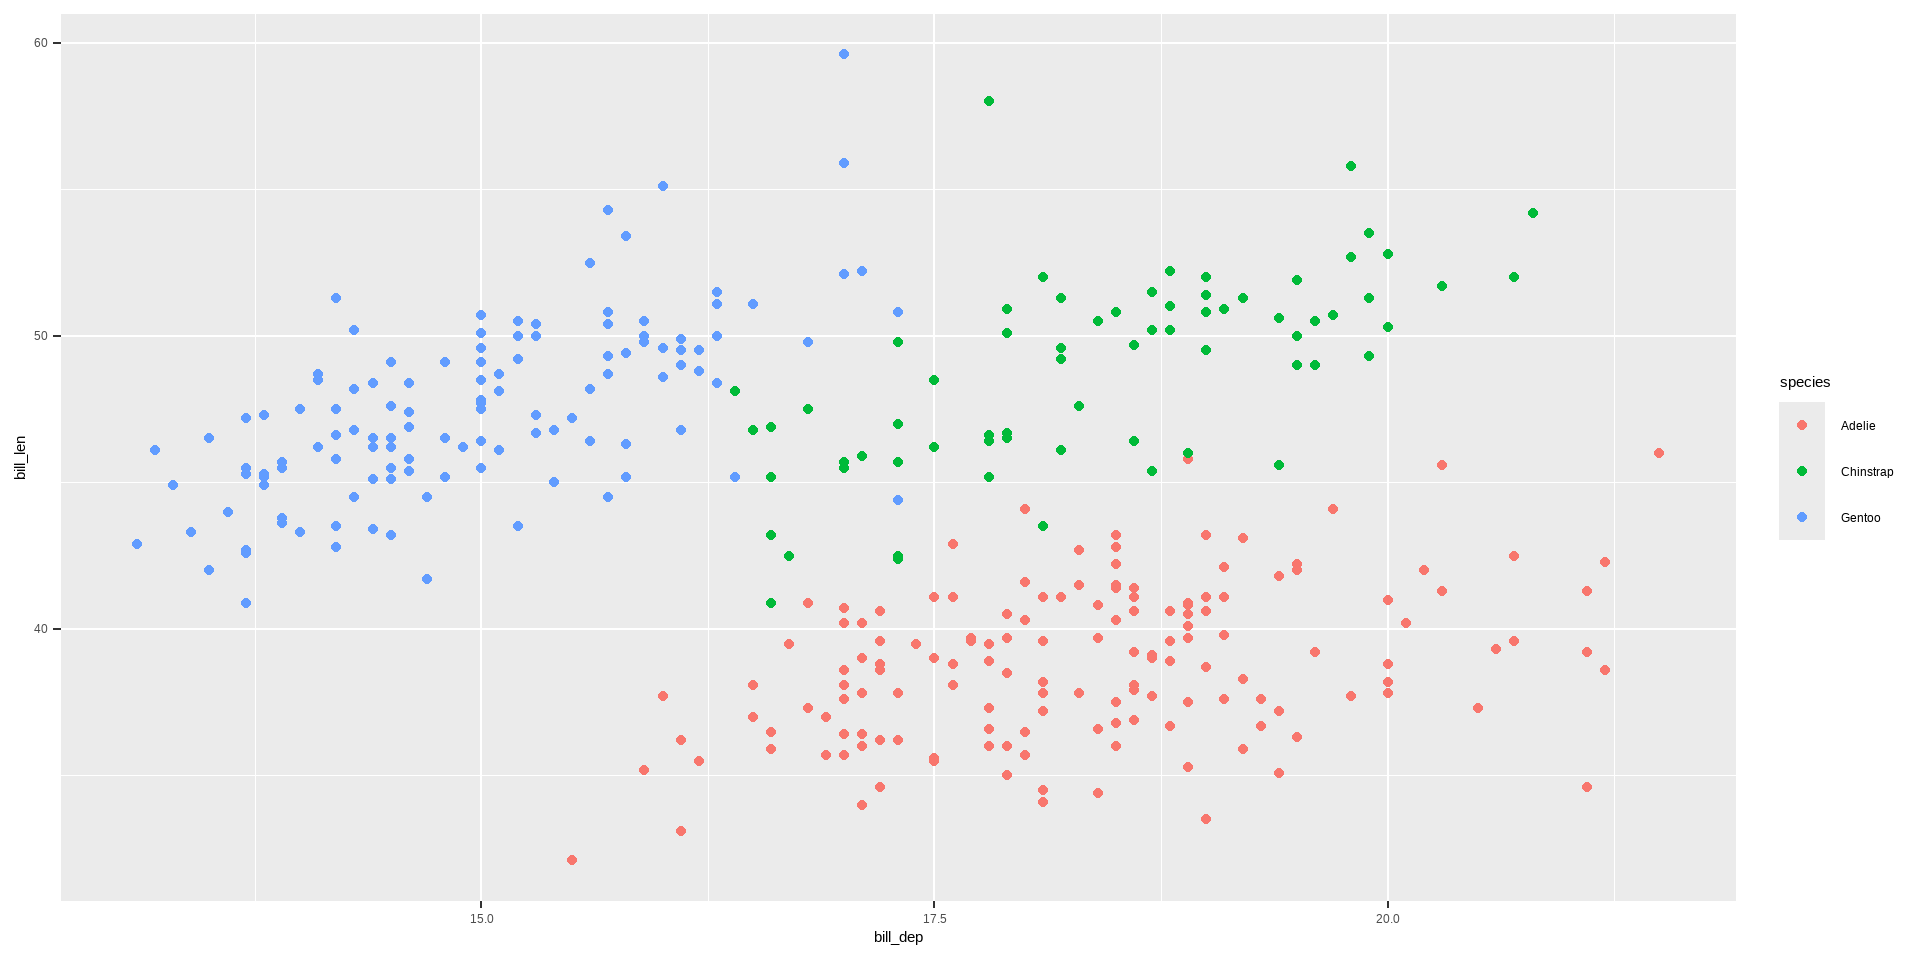 60
50
40
bill_len
15.0
17.5
20.0
bill_dep
species
Adelie
Chinstrap
Gentoo